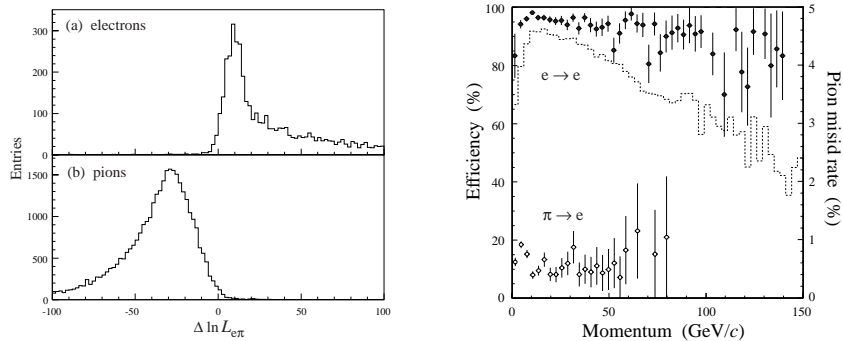 (a) electrons
300
200
100
0
Entries
(b) pions
1500
1000
500
0
-100 -50 0 50 100
Δ ln L eπ
100
80
60
40
20
0
Efficiency (%)
e → e
π → e
5
4
3
2
1
0
Pion misid rate (%)
0 50 100 150
Momentum (GeV/c)